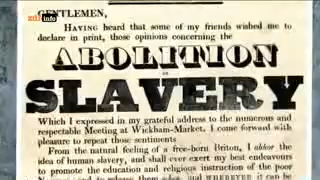 zdf info
GENTLEMEN,
HAVING heard that some of my friends wished me to
declare in print, those opinions concerning the
ABOLITION
OF
SLAVERY
Which I expressed in my grateful address to the numerous and
respectable Meeting at Wickham-Market. I come forward with
pleasure to repeat those sentiments
From the natural feeling of a free-born Briton, I abhor the
idea of human slavery, and shall ever exert my best endeavours
to promote the education and religious instruction of the poor